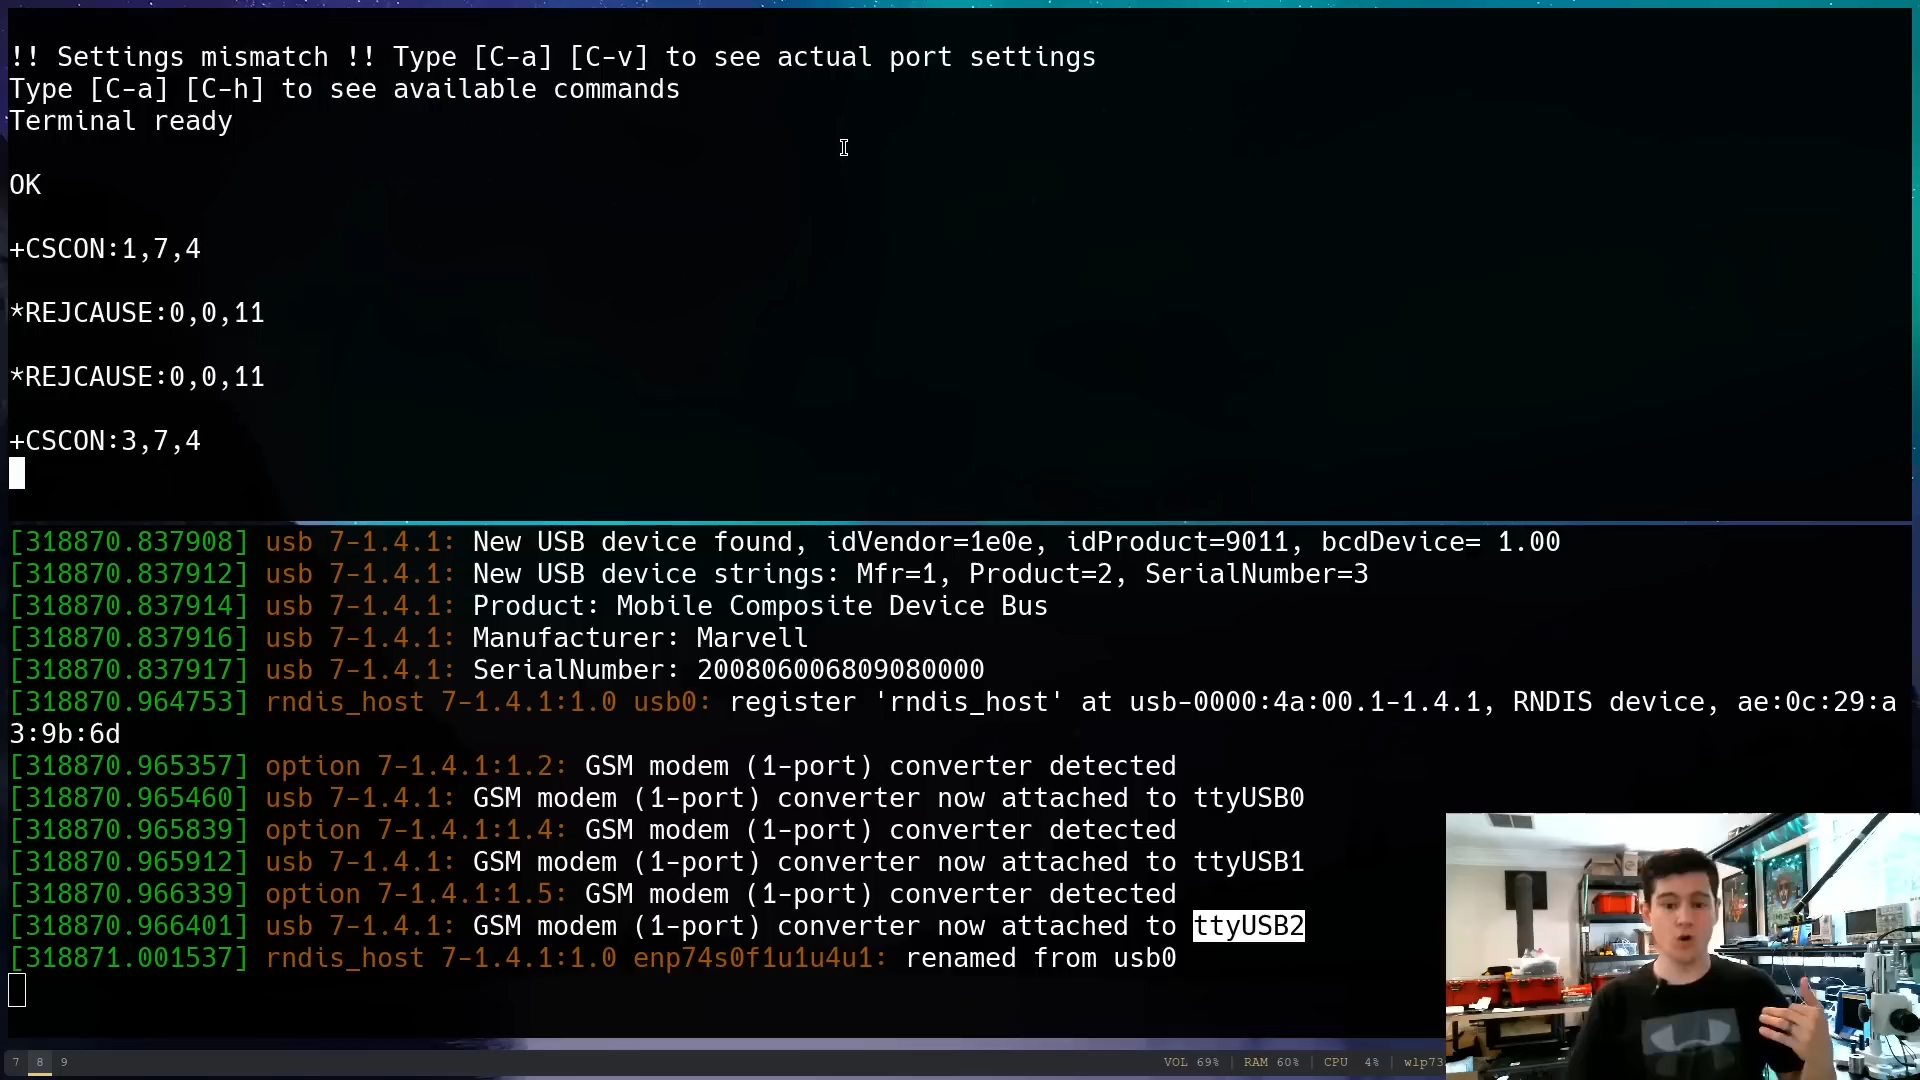 !! Settings mismatch !! Type [C-a] [C-v] to see actual port settings
Type [C-a] [C-h] to see available commands
Terminal ready
OK
+CSCON:1,7,4
*REJCAUSE:0,0,11
*REJCAUSE:0,0,11
+CSCON:3,7,4
[318870.837908] usb 7-1.4.1: New USB device found, idVendor=1e0e, idProduct=9011, bcdDevice= 1.00
[318870.837912] usb 7-1.4.1: New USB device strings: Mfr=1, Product=2, SerialNumber=3
[318870.837914] usb 7-1.4.1: Product: Mobile Composite Device Bus
[318870.837916] usb 7-1.4.1: Manufacturer: Marvell
[318870.837917] usb 7-1.4.1: SerialNumber: 200806006809080000
[318870.964753] rndis_host 7-1.4.1:1.0 usb0: register 'rndis_host' at usb-0000:4a:00.1-1.4.1, RNDIS device, ae:0c:29:a
3:9b:6d
[318870.965357] option 7-1.4.1:1.2: GSM modem (1-port) converter detected
[318870.965460] usb 7-1.4.1: GSM modem (1-port) converter now attached to ttyUSB0
[318870.965839] option 7-1.4.1:1.4: GSM modem (1-port) converter detected
[318870.965912] usb 7-1.4.1: GSM modem (1-port) converter now attached to ttyUSB1
[318870.966339] option 7-1.4.1:1.5: GSM modem (1-port) converter detected
[318870.966401] usb 7-1.4.1: GSM modem (1-port) converter now attached to ttyUSB2
[318871.001537] rndis_host 7-1.4.1:1.0 enp74s0f1u1u4u1: renamed from usb0
7 8 9 VOL 69% | RAM 60% | CPU 4% | wlp73